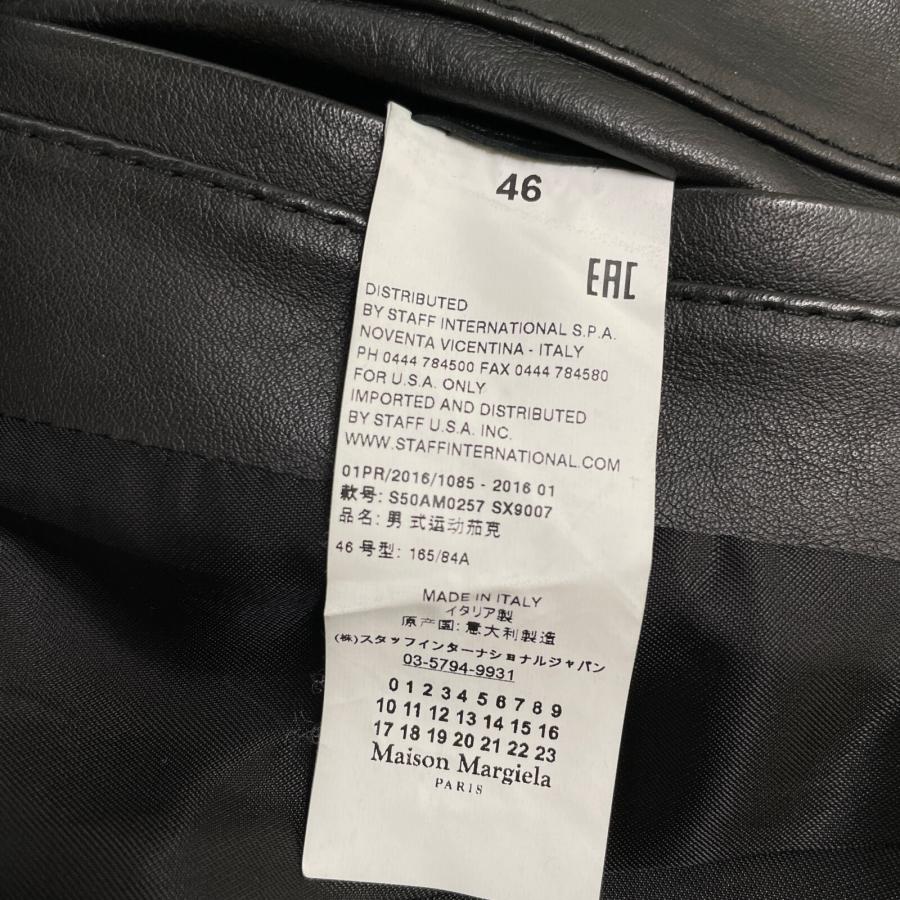 46
EAC
DISTRIBUTED
BY STAFF INTERNATIONAL S.P.A.
NOVENTA VICENTINA - ITALY
PH 0444 784500 FAX 0444 784580
FOR U.S.A. ONLY
IMPORTED AND DISTRIBUTED
BY STAFF U.S.A. INC.
WWW.STAFFINTERNATIONAL.COM
01PR/2016/1085 - 2016 01
款号: S50AM0257 SX9007
品名: 男 式运动茄克
46 号型: 165/84A
MADE IN ITALY
イタリア製
原产国: 意大利製造
(株)スタッフインターナショナルジャパン
03-5794-9931
0 1 2 3 4 5 6 7 8 9
10 11 12 13 14 15 16
17 18 19 20 21 22 23
Maison Margiela
PARIS